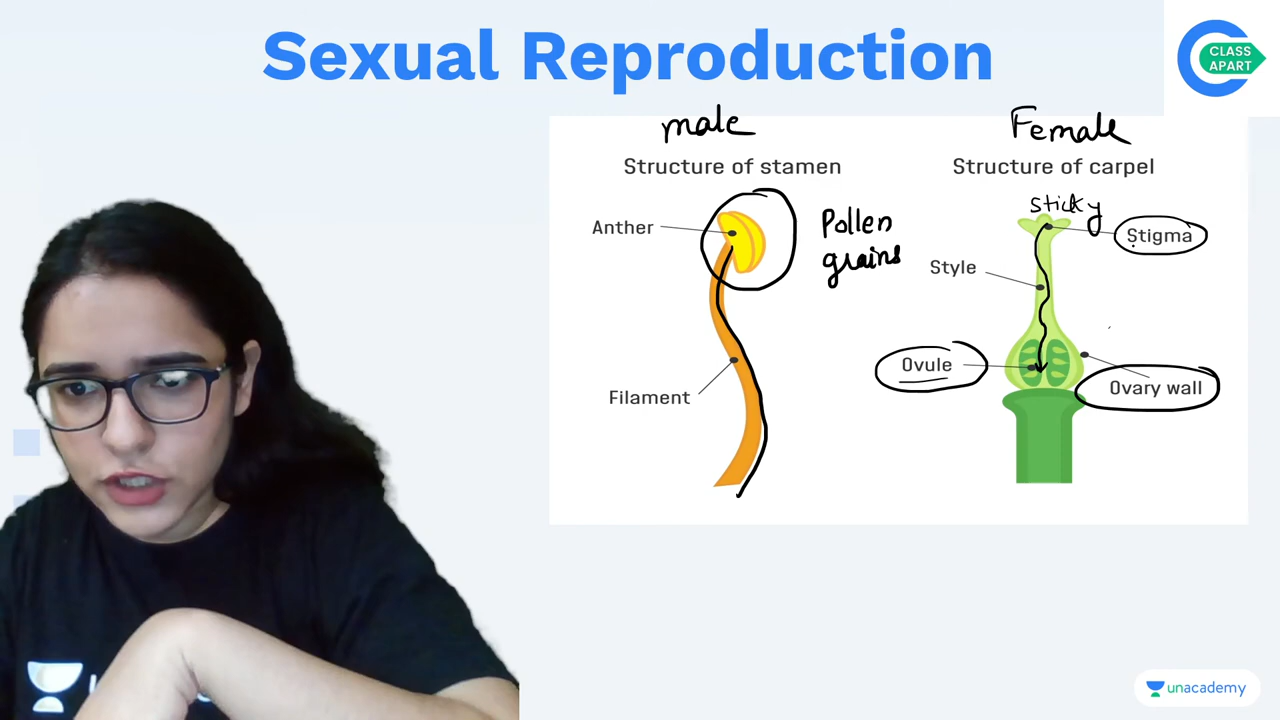 Sexual Reproduction
CLASS
APART
male
Female
Structure of stamen
Structure of carpel
Anther
Pollen
grains
sticky
Stigma
Style
Ovule
Ovary wall
Filament
unacademy